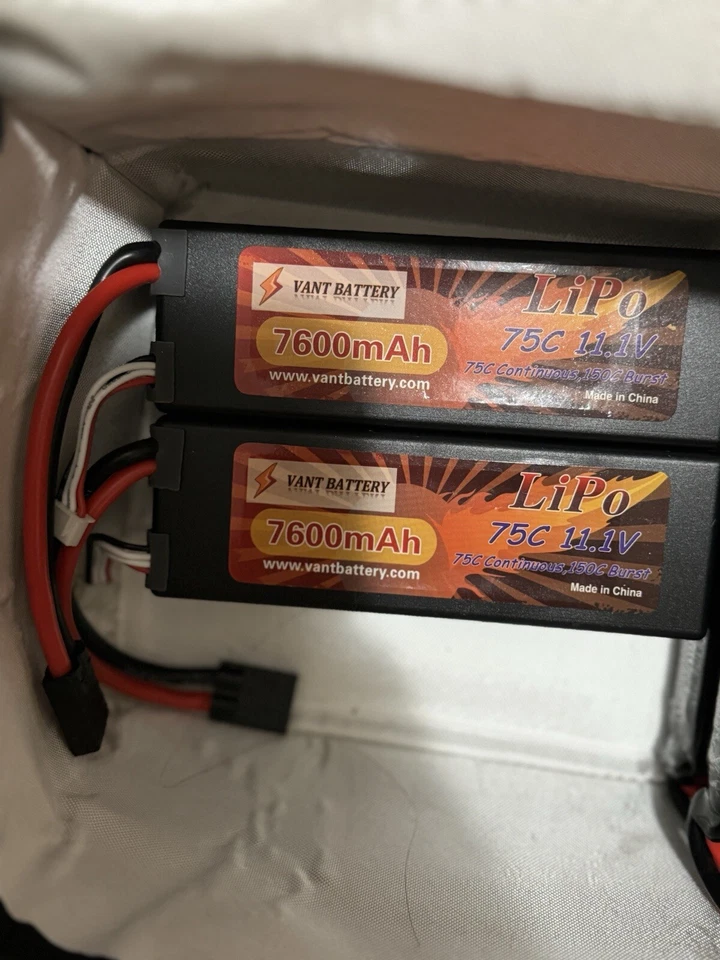 VANT BATTERY
LiPo
7600mAh
75C 11.1V
75C Continuous, 150C Burst
www.vantbattery.com
Made in China
VANT BATTERY
LiPo
7600mAh
75C 11.1V
75C Continuous, 150C Burst
www.vantbattery.com
Made in China